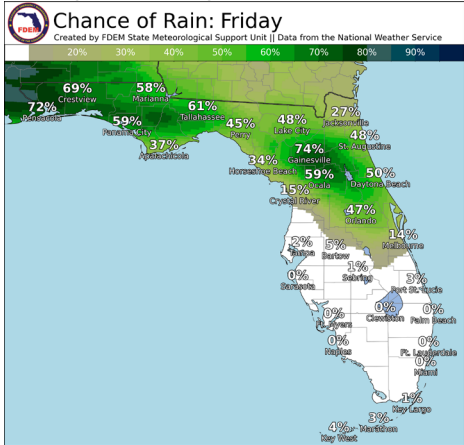 Chance of Rain: Friday
FDEM
Created by FDEM State Meteorological Support Unit || Data from the National Weather Service
10% 20% 30% 40% 50% 60% 70% 80% 90%
69%
Crestview
58%
Marianna
72%
Pensacola
61%
Tallahassee
59%
Panama City
37%
Apalachicola
45%
Perry
48%
Lake City
27%
Jacksonville
48%
St. Augustine
74%
Gainesville
34%
Horseshoe Beach
59%
Ocala
50%
Daytona Beach
15%
Crystal River
47%
Orlando
14%
Melbourne
2%
Tampa
5%
Bartow
1%
Sebring
0%
Sarasota
3%
Port St. Lucie
0%
Clewiston
0%
Palm Beach
0%
Ft. Myers
0%
Naples
0%
Ft. Lauderdale
0%
Miami
1%
Key Largo
3%
Marathon
4%
Key West